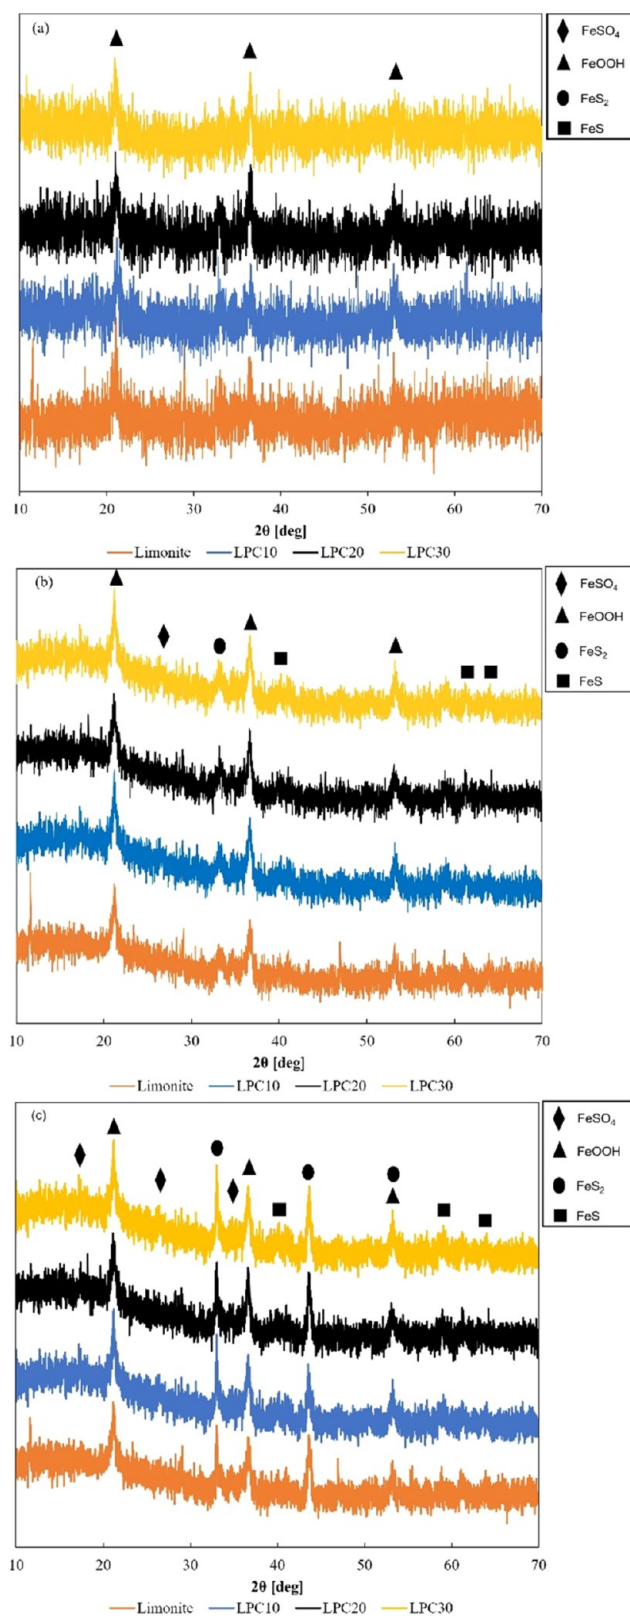 (a)
FeSO4
FeOOH
FeS2
FeS
10 20 30 40 50 60 70
2θ [deg]
Limonite LPC10 LPC20 LPC30
(b)
FeSO4
FeOOH
FeS2
FeS
10 20 30 40 50 60 70
2θ [deg]
Limonite LPC10 LPC20 LPC30
(c)
FeSO4
FeOOH
FeS2
FeS
10 20 30 40 50 60 70
2θ [deg]
Limonite LPC10 LPC20 LPC30